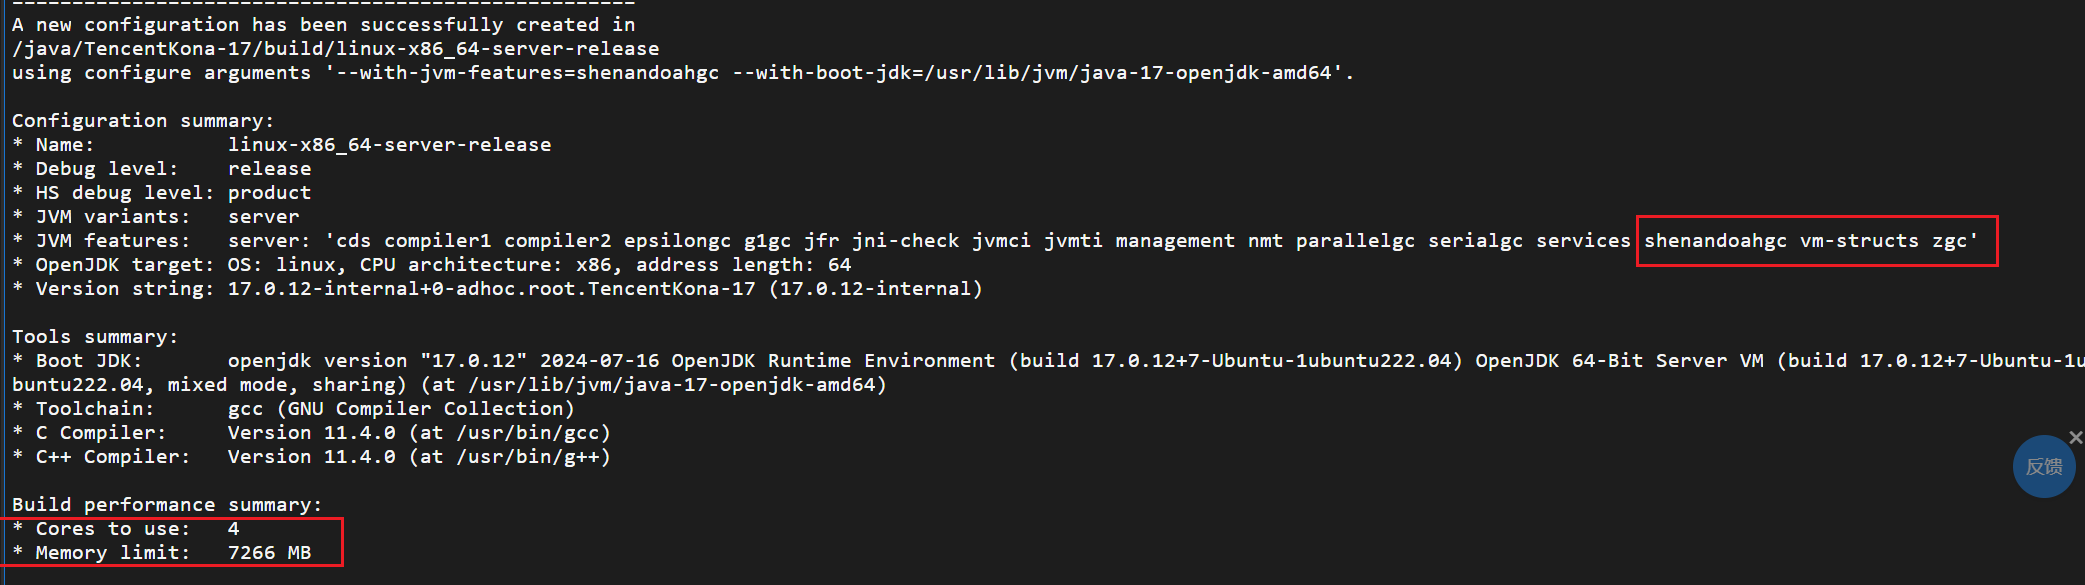 A new configuration has been successfully created in
/java/TencentKona-17/build/linux-x86_64-server-release
using configure arguments '--with-jvm-features=shenandoahgc --with-boot-jdk=/usr/lib/jvm/java-17-openjdk-amd64'.
Configuration summary:
* Name:           linux-x86_64-server-release
* Debug level:    release
* HS debug level: product
* JVM variants:   server
* JVM features:   server: 'cds compiler1 compiler2 epsilongc g1gc jfr jni-check jvmci jvmti management nmt parallelgc serialgc services shenandoahgc vm-structs zgc'
* OpenJDK target: OS: linux, CPU architecture: x86, address length: 64
* Version string: 17.0.12-internal+0-adhoc.root.TencentKona-17 (17.0.12-internal)
Tools summary:
* Boot JDK:       openjdk version "17.0.12" 2024-07-16 OpenJDK Runtime Environment (build 17.0.12+7-Ubuntu-1ubuntu222.04) OpenJDK 64-Bit Server VM (build 17.0.12+7-Ubuntu-1u
buntu222.04, mixed mode, sharing) (at /usr/lib/jvm/java-17-openjdk-amd64)
* Toolchain:      gcc (GNU Compiler Collection)
* C Compiler:     Version 11.4.0 (at /usr/bin/gcc)
* C++ Compiler:   Version 11.4.0 (at /usr/bin/g++)
反馈
Build performance summary:
* Cores to use:   4
* Memory limit:   7266 MB